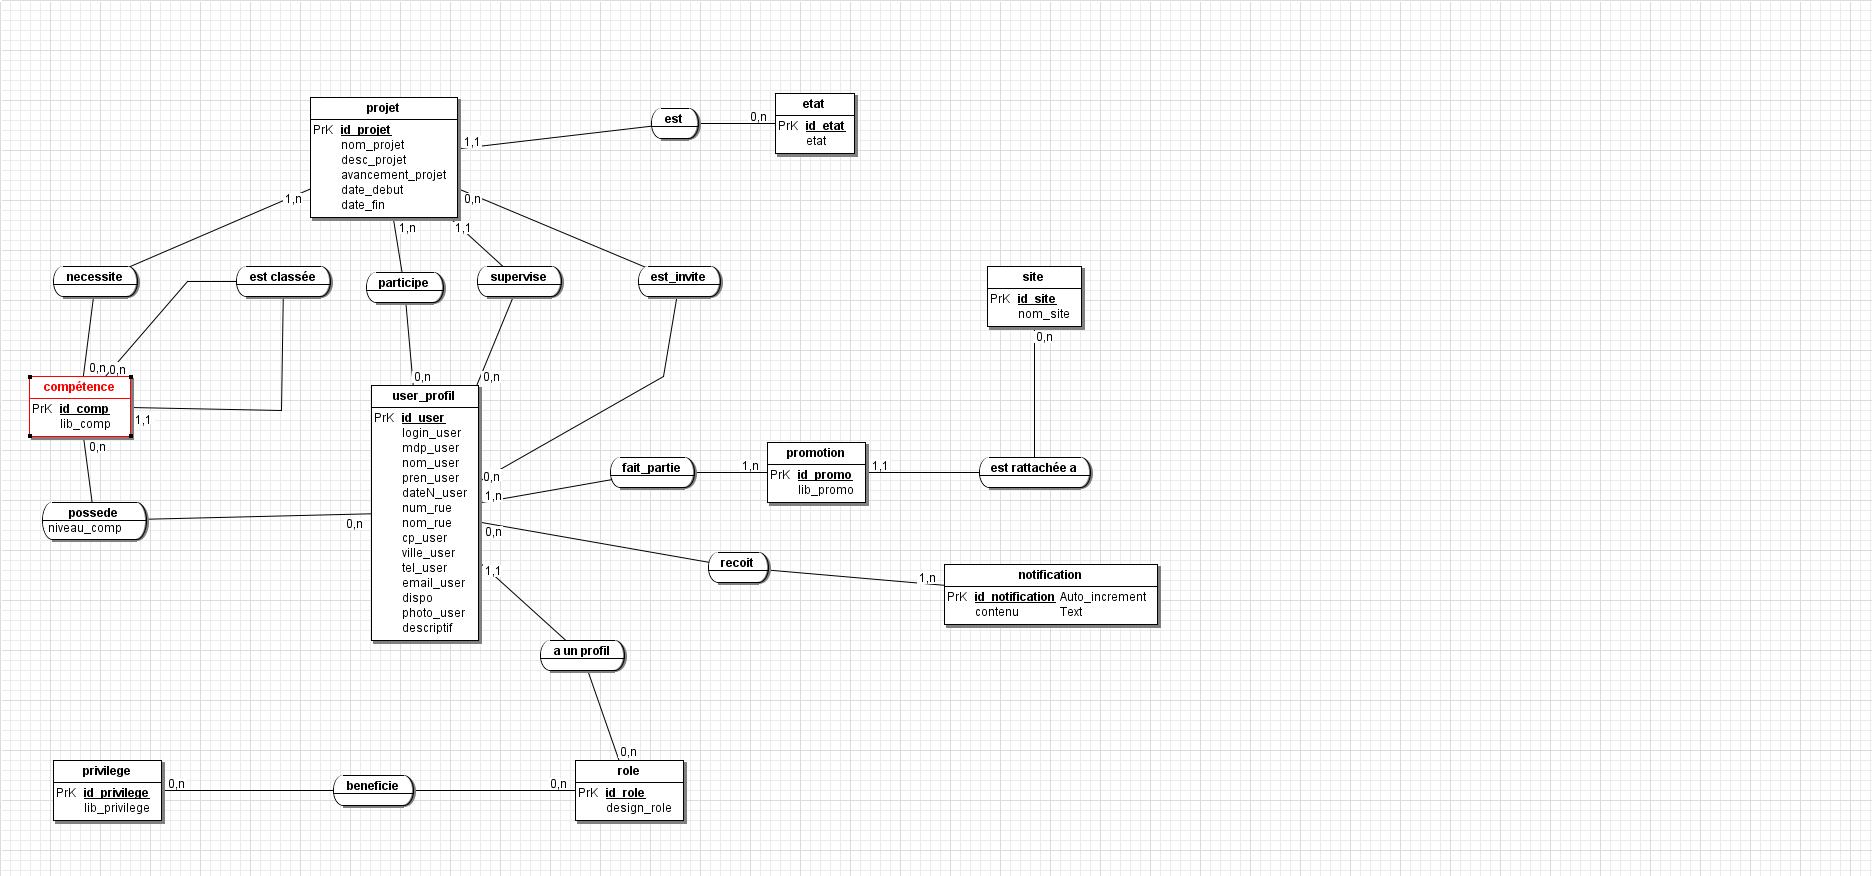 projet
PrK id_projet
nom_projet
desc_projet
avancement_projet
date_debut
date_fin
1,1
est
0,n
etat
PrK id_etat
etat
1,n
1,n
1,1
0,n
necessite
est classée
participe
supervise
est_invite
site
PrK id_site
nom_site
0,n
0,n
0,n
0,n
0,n
compétence
PrK id_comp
lib_comp
1,1
0,n
possede
niveau_comp
0,n
user_profil
PrK id_user
login_user
mdp_user
nom_user
pren_user
dateN_user
num_rue
nom_rue
cp_user
ville_user
tel_user
email_user
dispo
photo_user
descriptif
0,n
1,n
0,n
1,1
fait_partie
1,n
promotion
PrK id_promo
lib_promo
1,1
est rattachée a
recoit
1,n
notification
PrK id_notification Auto_increment
contenu Text
a un profil
0,n
privilege
PrK id_privilege
lib_privilege
0,n
beneficie
0,n
role
PrK id_role
design_role